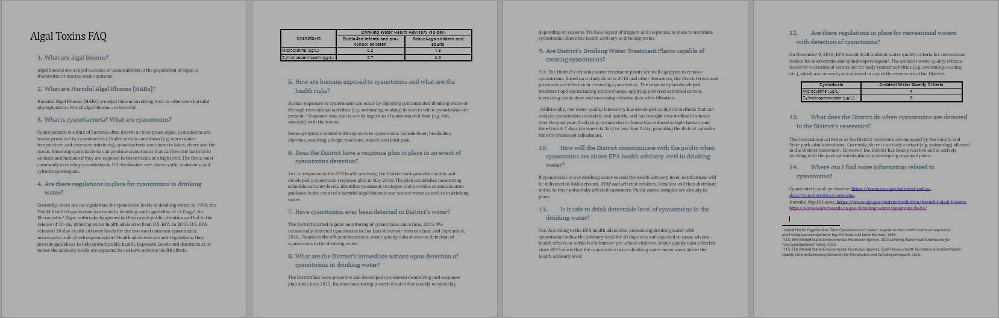 Algal Toxins FAQ
1. What are algal blooms?
Algal blooms are a rapid increase or accumulation in the population of algae in
freshwater or marine water systems.
2. What are Harmful Algal Blooms (HABs)?
Harmful Algal Blooms (HABs) are algal blooms involving toxic or otherwise harmful
phytoplankton. Not all algal blooms are harmful.
3. What is cyanobacteria? What are cyanotoxins?
Cyanobacteria is a kind of bacteria often known as blue-green algae. Cyanotoxins are
toxins produced by cyanobacteria. Under certain conditions (e.g. warm water
temperature and excessive nutrients), cyanobacteria can bloom in lakes, rivers and the
ocean. Blooming cyanobacteria can produce cyanotoxins that can become harmful to
animals and humans if they are exposed to these toxins at a high level. The three most
commonly occurring cyanotoxins in U.S. freshwater are: microcystin, anatoxin-a and
cylindrospermopsin.
4. Are there regulations in place for cyanotoxins in drinking
water?
Currently, there are no regulations for cyanotoxin levels in drinking water. In 1998, the
World Health Organization has issued a drinking water guideline of <1.0 µg/L for
Microcystin.¹ Algae outbreaks happened in Ohio rained public attention and led to the
release of 10-day drinking water health advisories from U.S. EPA. In 2015, U.S. EPA
released 10-day health advisory levels for the two most common cyanotoxins:
microcystin and cylindrospermopsin.² Health advisories are not regulations, they
provide guidelines to help protect public health. Exposure Levels and durations at or
below the advisory levels are expected to not have adverse health effects.
Cyanotoxin
Drinking Water Health Advisory (10-day)
Bottle-fed infants and pre-
school children
School-age children and
adults
Microcystins (µg/L) 0.3 1.6
Cylindrospermopsin (µg/L) 0.7 3.0
5. How are humans exposed to cyanotoxins and what are the
health risks?
Human exposure to cyanotoxins can occur by digesting contaminated drinking water or
through recreational activities (e.g. swimming, wading) in waters when cyanotoxins are
present.¹ Exposure may also occur by ingestion of contaminated food (e.g. fish,
mussels) with the toxins.
Some symptoms related with exposure to cyanotoxins include fever, headaches,
diarrhea, vomiting, allergic reactions, muscle and joint pain.
6. Does the District have a response plan in place in an event of
cyanotoxins detection?
Yes. In response to the EPA health advisory, the District took proactive action and
developed a cyanotoxin response plan in May 2016. The plan establishes monitoring
schedule and alert levels, identifies treatment strategies and provides communication
guidance in the event of a harmful algal bloom in our source water as well as in drinking
water.
7. Have cyanotoxins ever been detected in District's water?
The District started regular monitoring of cyanotoxins since June, 2015. We
occasionally detected cyanotoxins in San Luis Reservoir between June and September,
2016. Thanks to the efficient treatment, water quality data shows no detection of
cyanotoxins in the drinking water.
8. What are the District's immediate actions upon detection of
cyanotoxins in drinking water?
The District has been proactive and developed cyanotoxin monitoring and response
plan since June 2015. Routine monitoring is carried out either weekly or biweekly
depending on seasons. We have layers of triggers and responses in place to minimize
cyanotoxins above the health advisory in drinking water.
9. Are District's Drinking Water Treatment Plants capable of
treating cyanotoxins?
Yes. The District's drinking water treatment plants are well equipped to remove
cyanotoxins. Based on a study done in 2015 and other literatures, the District treatment
processes are effective in removing cyanotoxins. The response plan developed
treatment options including source change, applying powered activated carbon,
increasing ozone dose and increasing chlorine dose after filtration.
Additionally, our water quality laboratory has developed analytical methods that can
analyze cyanotoxins accurately and quickly, and has brought new methods in-house
over the past year. Analyzing cyanotoxins in-house has reduced sample turnaround
time from 4-7 days (commercial lab) to less than 1 day, providing the district valuable
time for treatment adjustment.
10. How will the District communicate with the public when
cyanotoxins are above EPA health advisory level in drinking
water?
If cyanotoxins in our drinking water exceed the health advisory level, notifications will
be delivered to HAB network, DDW and affected retailers. Retailers will then distribute
notice to their potentially affected customers. Public notice samples are already in
place.
11. Is it safe to drink detectable level of cyanotoxins in the
drinking water?
Yes. According to the EPA health advisories, consuming drinking water with
cyanotoxins below the advisory level for 10 days was not expected to cause adverse
health effects on bottle-fed infants or pre-school children. Water quality data collected
since 2015 show that the cyanotoxins in our drinking water never went above the
health advisory level.
12. Are there regulations in place for recreational waters
with detection of cyanotoxins?
On December 9, 2016, EPA issued draft ambient water quality criteria for recreational
waters for microcystin and cylindrospermopsin³. The ambient water quality criteria
levels for recreational waters are for body contact activities (e.g. swimming, wading,
etc.), which are currently not allowed in any of the reservoirs of the District.
Cyanotoxin Ambient Water Quality Criteria
Microcystins (µg/L) 4
Cylindrospermopsin (µg/L) 8
13. What does the District do when cyanotoxins are detected
in the District's reservoirs?
The recreational activities at the District reservoirs are managed by the County and
State park administrations. Currently, there is no body contact (e.g. swimming) allowed
in the District reservoirs. However, the District has been proactive and is actively
working with the park administrations in developing response plans.
14. Where can I find more information related to
cyanotoxins?
Cyanobacteria and cynotoxins: https://www.epa.gov/nutrient-policy-
data/cyanobacteriacyanotoxins
Harmful Algal Blooms: https://www.epa.gov/nutrientpollution/harmful-algal-blooms
http://www.waterboards.ca.gov/drinking_water/programs/habs/
¹ World Health Organization. Toxic Cyanobacteria in Water: A guide to their public health consequences,
monitoring and management. Ingrid Chorus and Jamie Bartram, 1999.
² U.S. EPA (United States Environmental Protection Agency). 2015 Drinking Water Health Advisories for
Two Cyanobacterial Toxins. 2015.
³ U.S. EPA (United States Environmental Protection Agency). Draft Human Health Recreational Ambient Water
Quality Criteria/Swimming Advisories for Microcystins and Cylindrospermopsin. 2016.